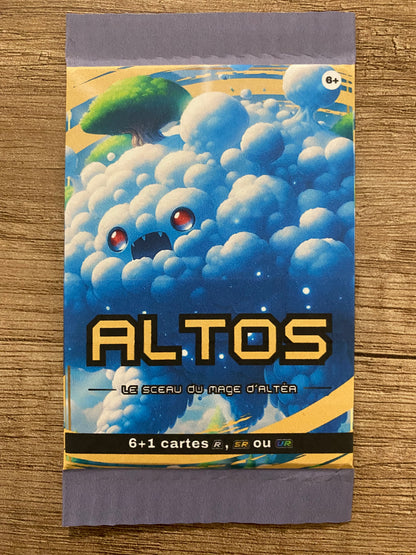 6+
ALTOS
LE SCEAU DU MAGE D'ALTÉA
6+1 cartes R, SR ou UR